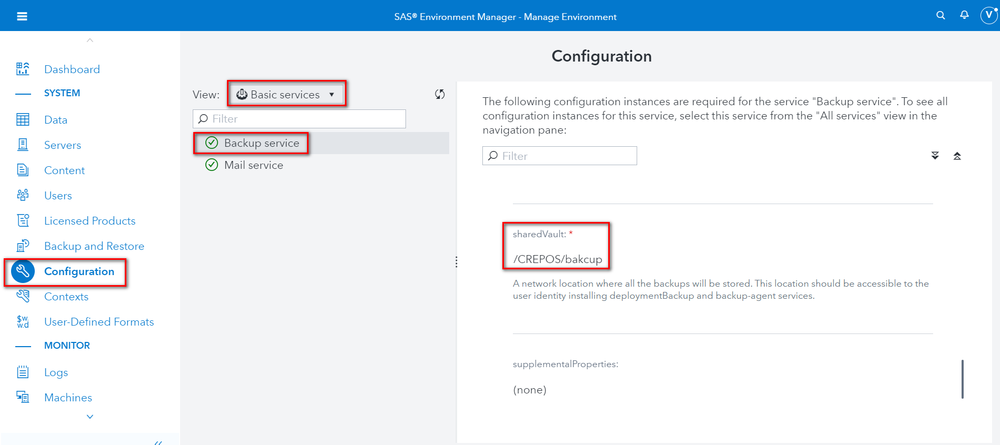 SAS® Environment Manager - Manage Environment
V
Dashboard
SYSTEM
Data
Servers
Content
Users
Licensed Products
Backup and Restore
Configuration
Contexts
$w.
w.d
User-Defined Formats
MONITOR
Logs
Machines
Configuration
View:
Basic services
Filter
Backup service
Mail service
The following configuration instances are required for the service "Backup service". To see all
configuration instances for this service, select this service from the "All services" view in the
navigation pane:
Filter
sharedVault: *
/CREPOS/bakcup
A network location where all the backups will be stored. This location should be accessible to the
user identity installing deploymentBackup and backup-agent services.
supplementalProperties:
(none)